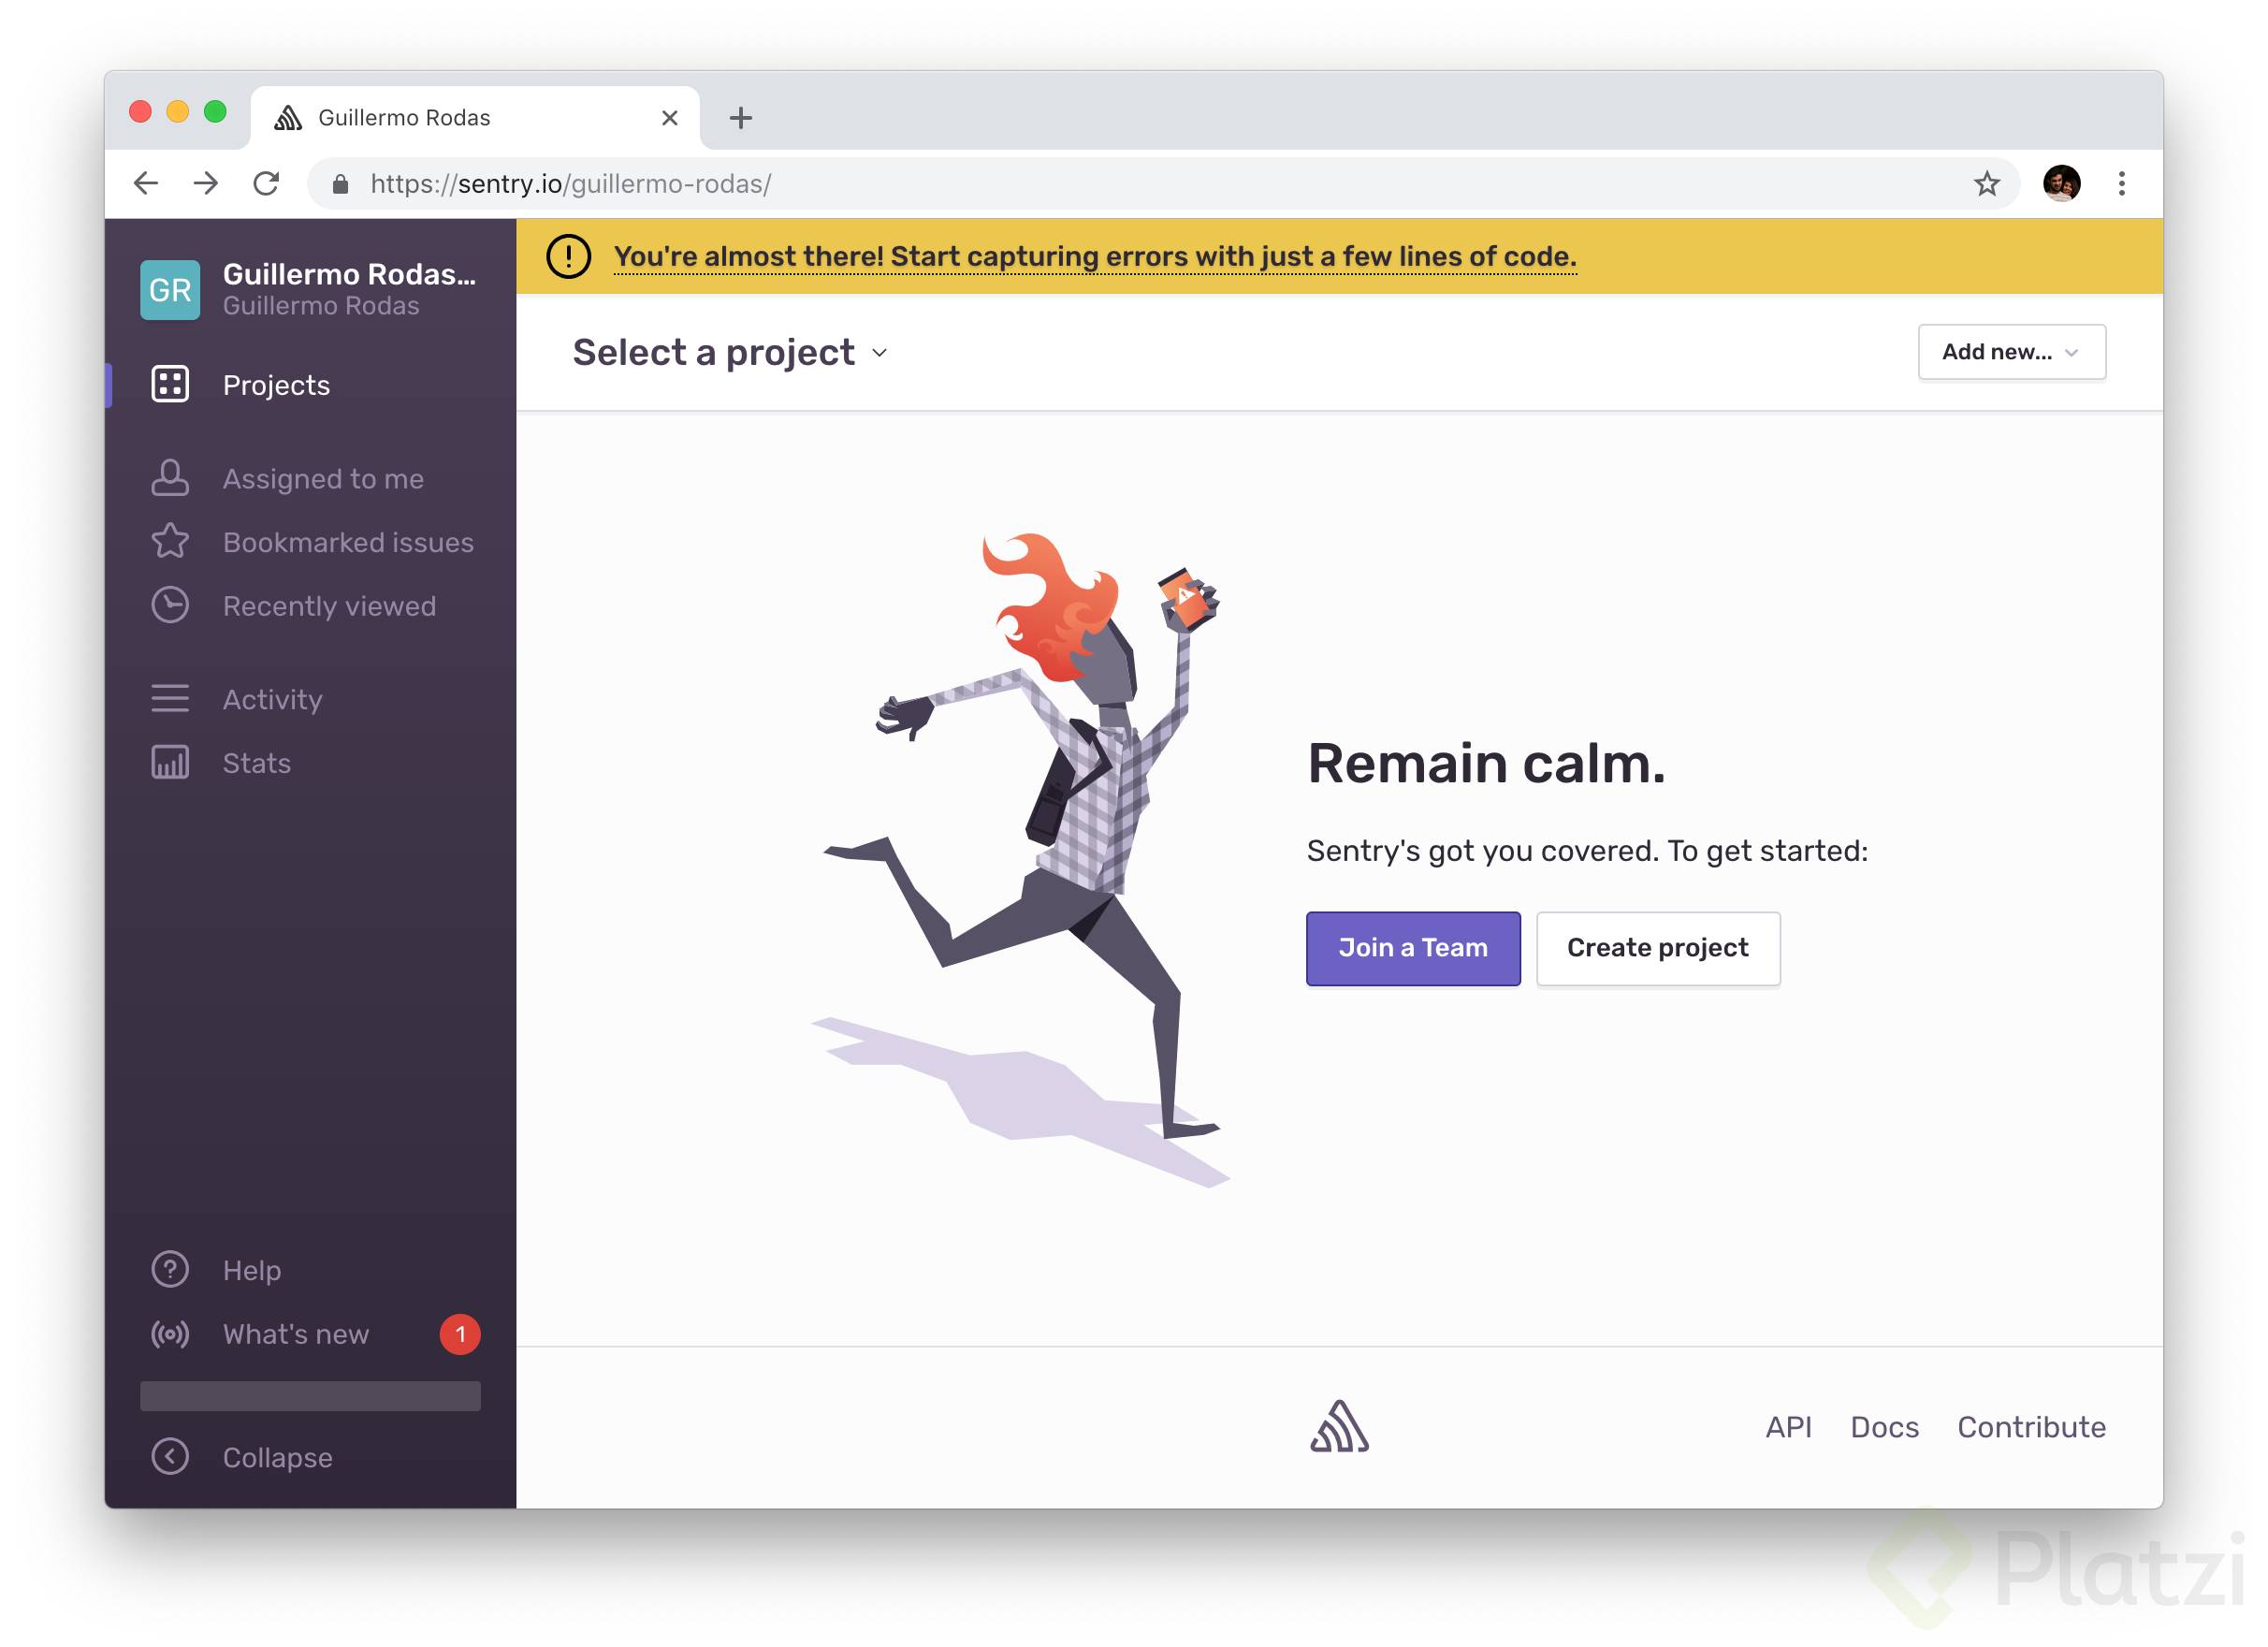 Guillermo Rodas
https://sentry.io/guillermo-rodas/
GR
Guillermo Rodas...
Guillermo Rodas
Projects
Assigned to me
Bookmarked issues
Recently viewed
Activity
Stats
Help
What's new
1
Collapse
You're almost there! Start capturing errors with just a few lines of code.
Select a project
Add new...
Remain calm.
Sentry's got you covered. To get started:
Join a Team
Create project
API
Docs
Contribute
Platzi